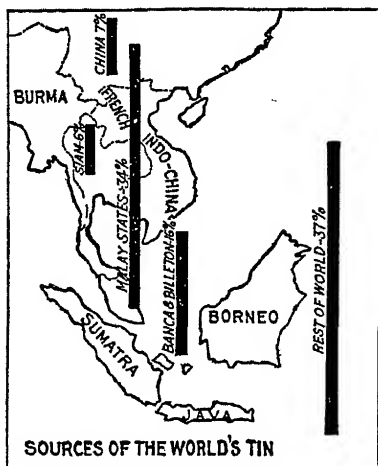 CHINA 7%
BURMA
FRENCH
INDO-CHINA
SIAM-6%
MALAY STATES-34%
BANCA & BILLETON-16%
REST OF WORLD-37%
BORNEO
SUMATRA
JAVA
SOURCES OF THE WORLD'S TIN